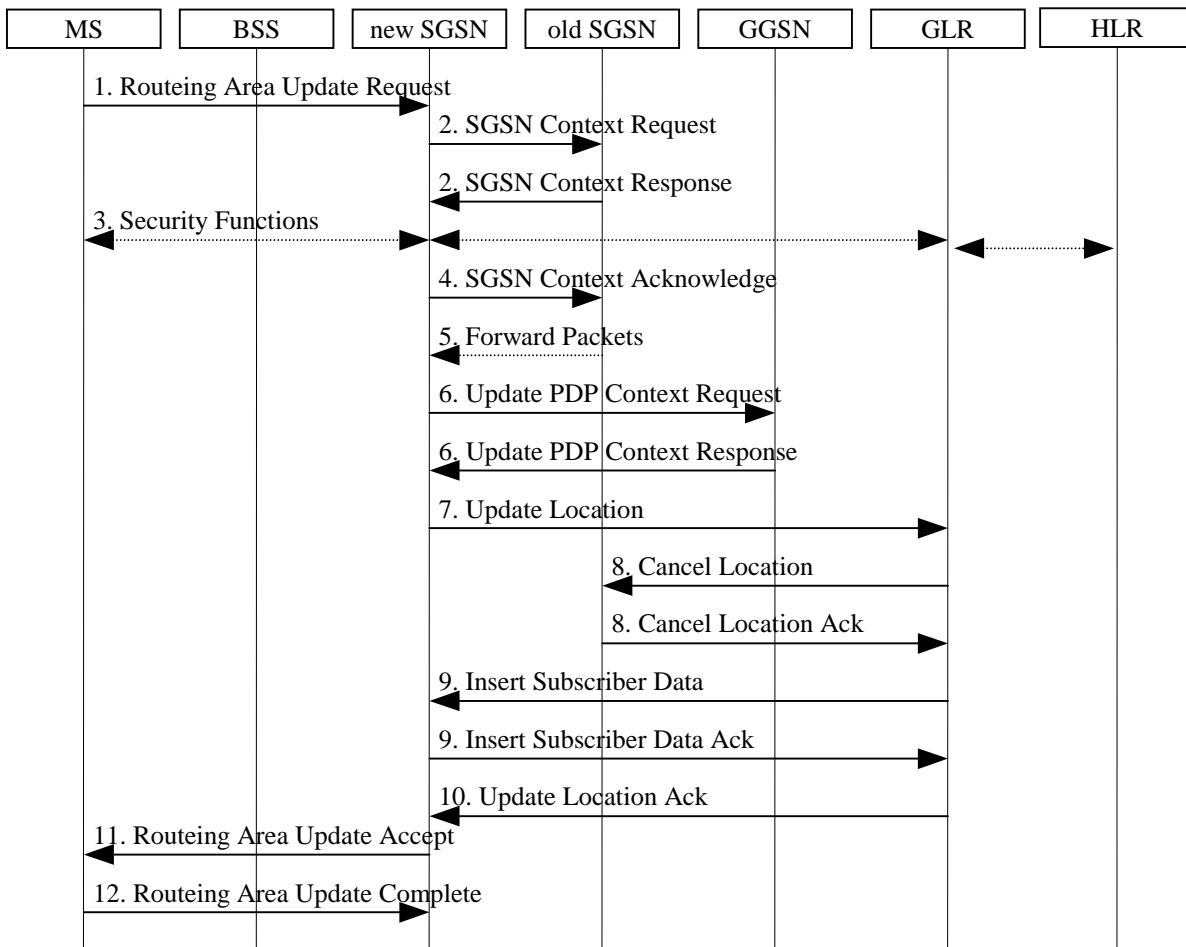 MS
BSS
new SGSN
old SGSN
GGSN
GLR
HLR
1. Routeing Area Update Request
2. SGSN Context Request
2. SGSN Context Response
3. Security Functions
4. SGSN Context Acknowledge
5. Forward Packets
6. Update PDP Context Request
6. Update PDP Context Response
7. Update Location
8. Cancel Location
8. Cancel Location Ack
9. Insert Subscriber Data
9. Insert Subscriber Data Ack
10. Update Location Ack
11. Routeing Area Update Accept
12. Routeing Area Update Complete